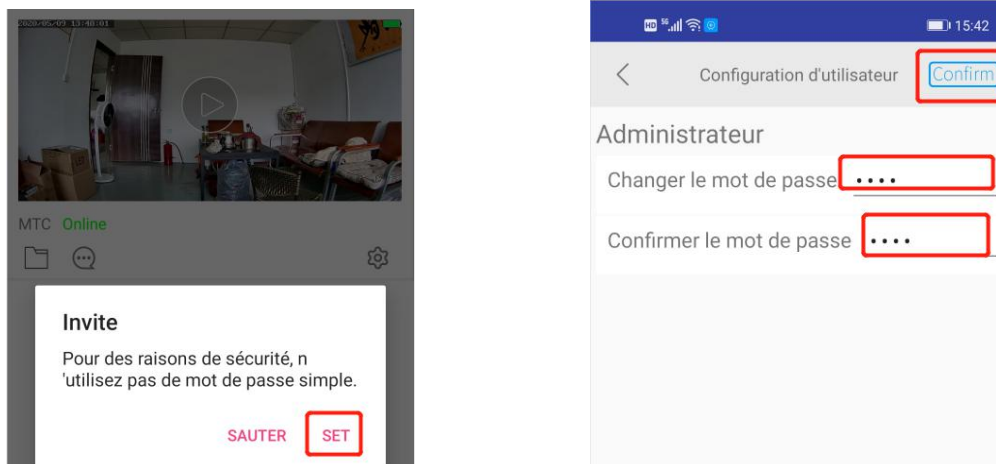 2020/05/09 13:48:01
MTC Online
Invite
Pour des raisons de sécurité, n
'utilisez pas de mot de passe simple.
SAUTER SET
HD 5G 15:42
Configuration d'utilisateur Confirm
Administrateur
Changer le mot de passe ····
Confirmer le mot de passe ····